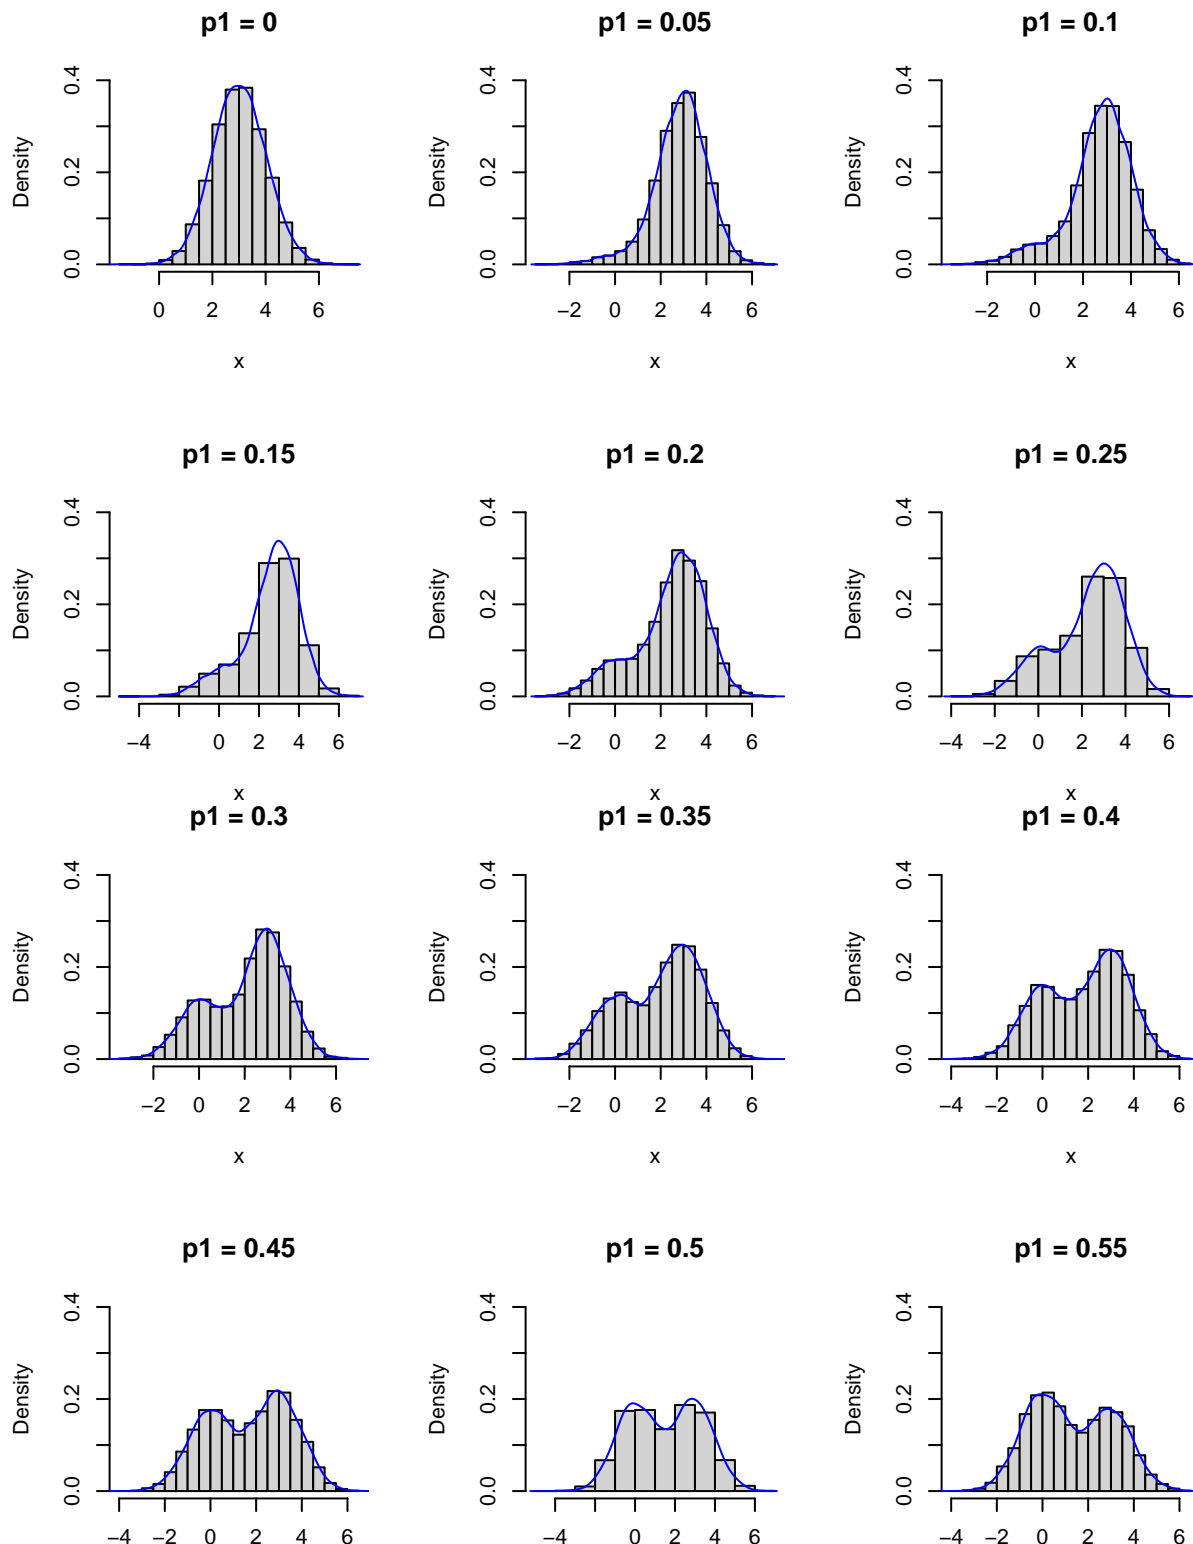 p1 = 0
p1 = 0.05
p1 = 0.1
Density
0.0 0.2 0.4
0 2 4 6
x
Density
0.0 0.2 0.4
−2 0 2 4 6
x
Density
0.0 0.2 0.4
−2 0 2 4 6
x
p1 = 0.15
p1 = 0.2
p1 = 0.25
Density
0.0 0.2 0.4
−4 0 2 4 6
x
Density
0.0 0.2 0.4
−2 0 2 4 6
x
Density
0.0 0.2 0.4
−4 −2 0 2 4 6
x
p1 = 0.3
p1 = 0.35
p1 = 0.4
Density
0.0 0.2 0.4
−2 0 2 4 6
x
Density
0.0 0.2 0.4
−2 0 2 4 6
x
Density
0.0 0.2 0.4
−4 −2 0 2 4 6
x
p1 = 0.45
p1 = 0.5
p1 = 0.55
Density
0.0 0.2 0.4
−4 −2 0 2 4 6
Density
0.0 0.2 0.4
−4 0 2 4 6
Density
0.0 0.2 0.4
−4 −2 0 2 4 6